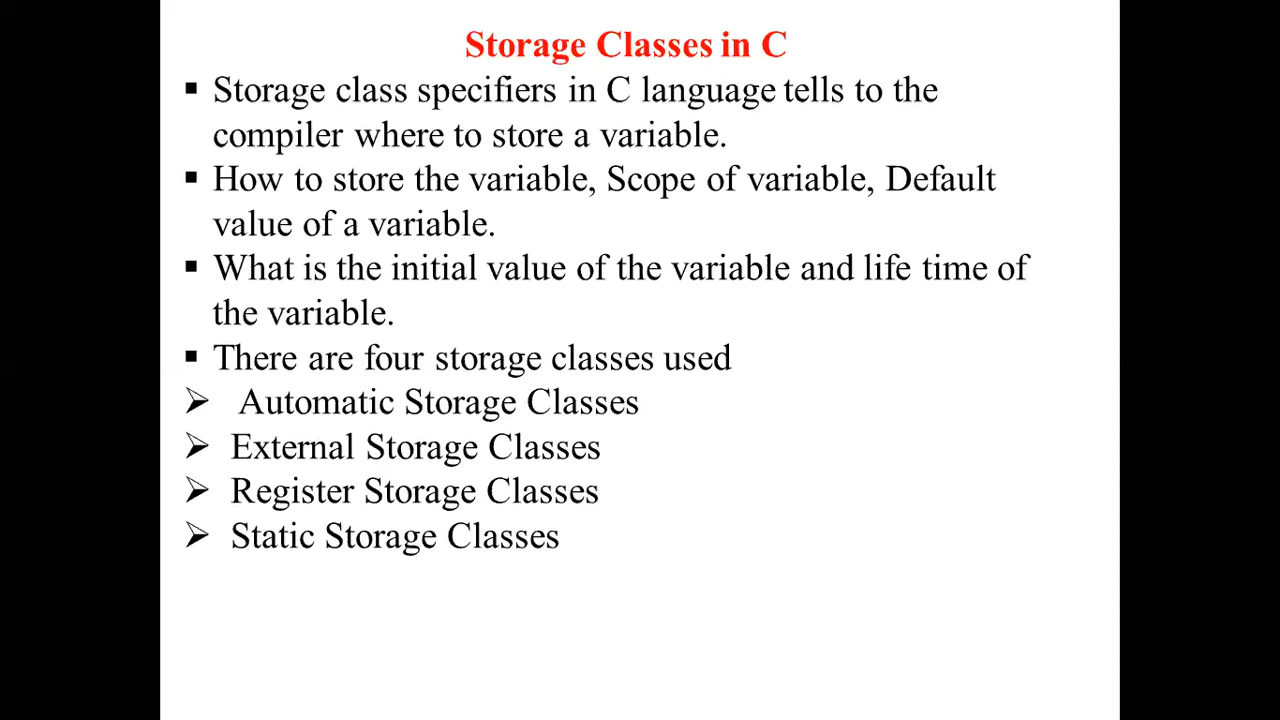 Storage Classes in C
▪ Storage class specifiers in C language tells to the
compiler where to store a variable.
▪ How to store the variable, Scope of variable, Default
value of a variable.
▪ What is the initial value of the variable and life time of
the variable.
▪ There are four storage classes used
➢ Automatic Storage Classes
➢ External Storage Classes
➢ Register Storage Classes
➢ Static Storage Classes